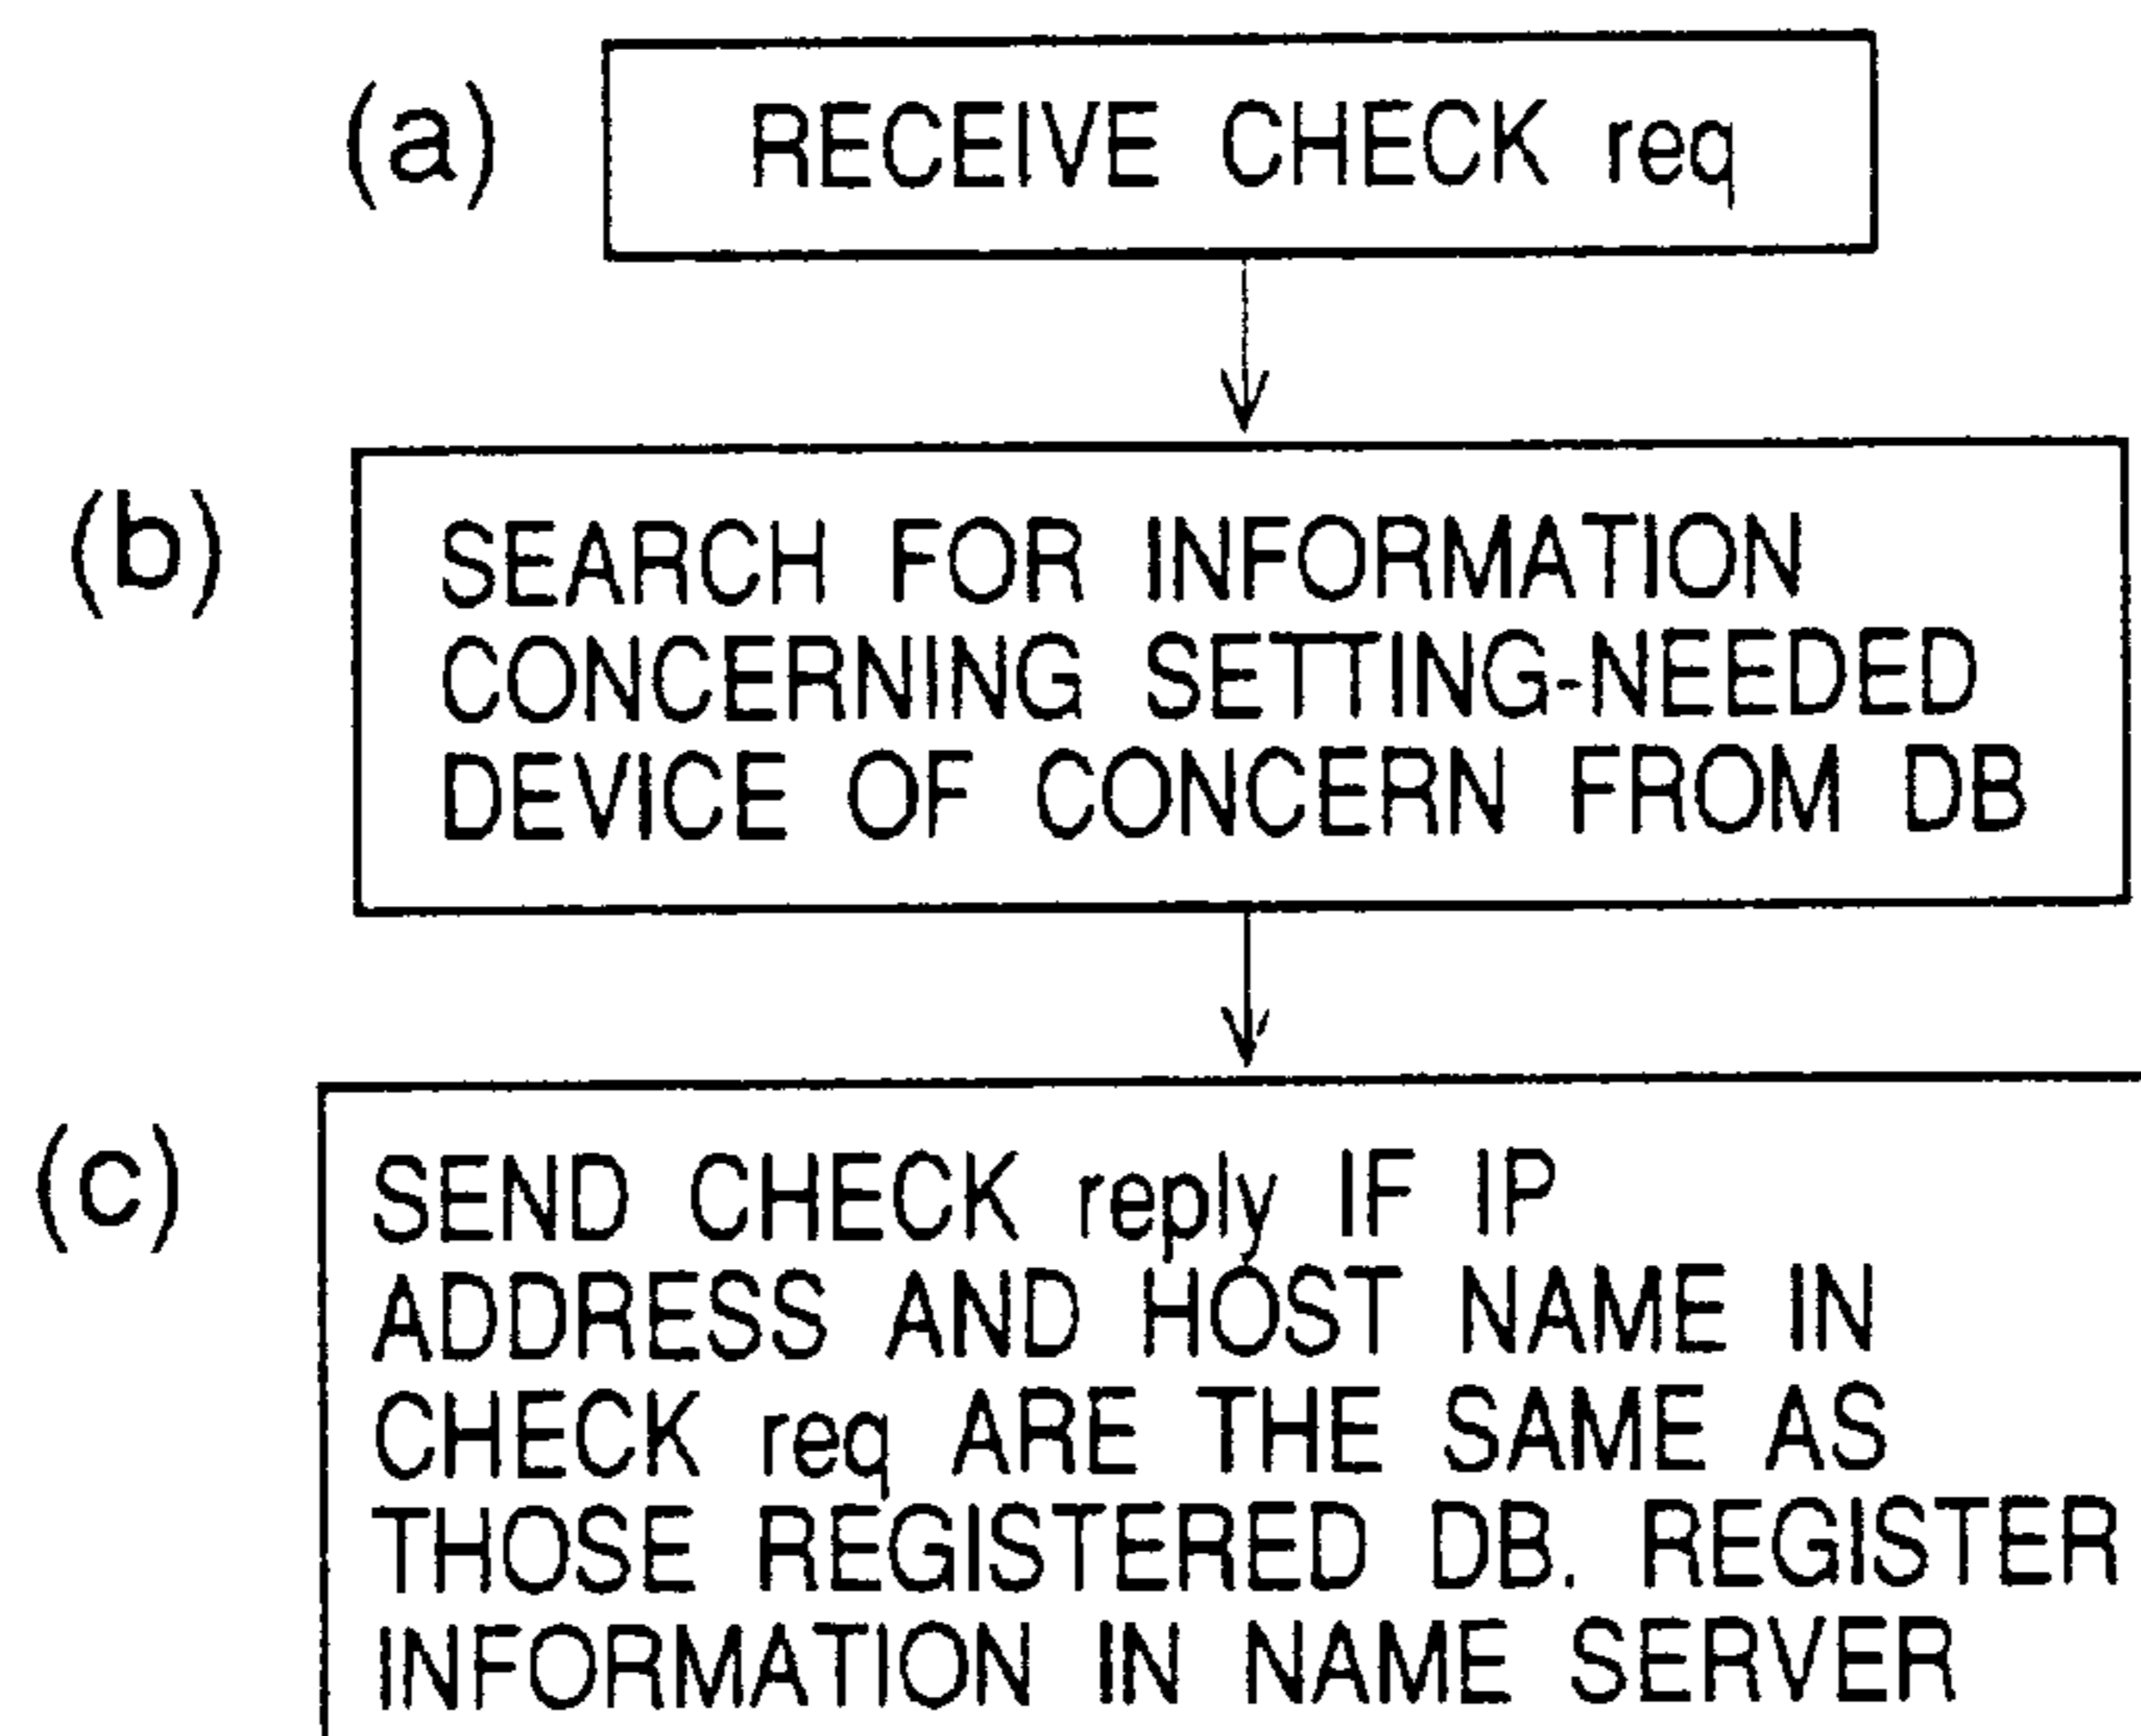 (a) RECEIVE CHECK req
(b) SEARCH FOR INFORMATION
CONCERNING SETTING-NEEDED
DEVICE OF CONCERN FROM DB
(c) SEND CHECK reply IF IP
ADDRESS AND HOST NAME IN
CHECK req ARE THE SAME AS
THOSE REGISTERED DB. REGISTER
INFORMATION IN NAME SERVER